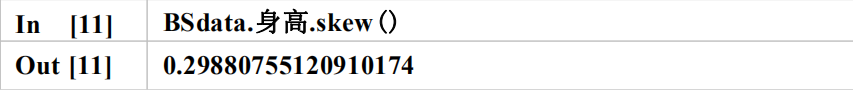 In [11] BSdata.身高.skew()
Out [11] 0.29880755120910174